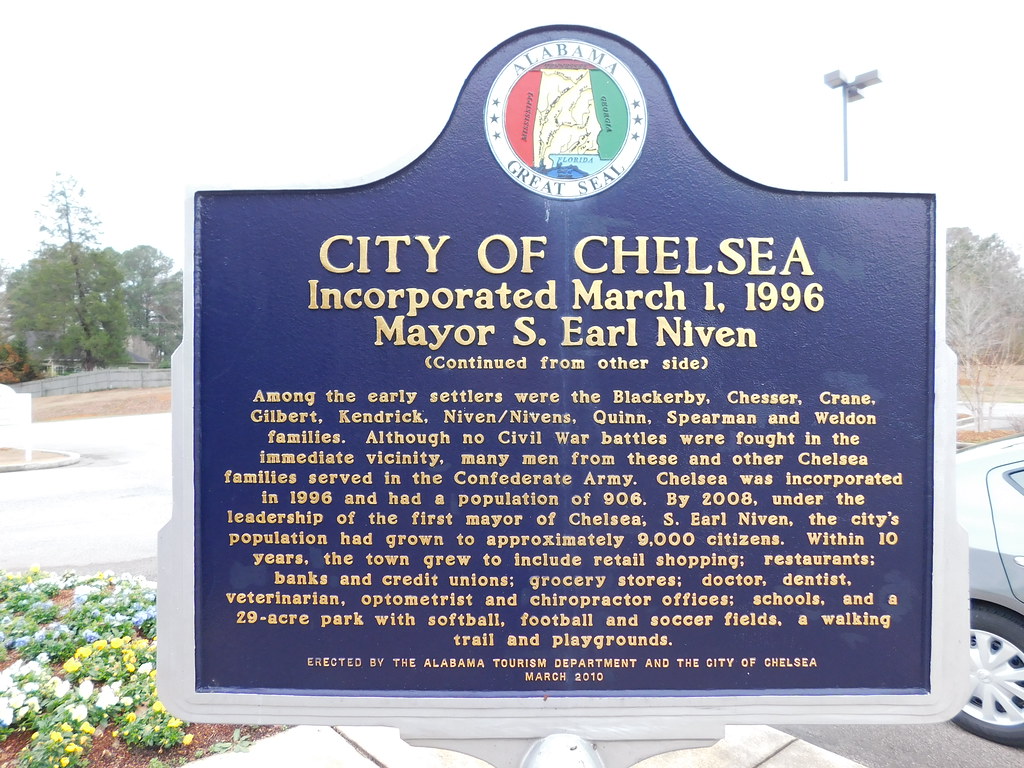 ALABAMA
MISSISSIPPI
GEORGIA
FLORIDA
GREAT SEAL
CITY OF CHELSEA
Incorporated March 1, 1996
Mayor S. Earl Niven
(Continued from other side)
Among the early settlers were the Blackerby, Chesser, Crane,
Gilbert, Kendrick, Niven/Nivens, Quinn, Spearman and Weldon
families. Although no Civil War battles were fought in the
immediate vicinity, many men from these and other Chelsea
families served in the Confederate Army. Chelsea was incorporated
in 1996 and had a population of 906. By 2008, under the
leadership of the first mayor of Chelsea, S. Earl Niven, the city's
population had grown to approximately 9,000 citizens. Within 10
years, the town grew to include retail shopping; restaurants;
banks and credit unions; grocery stores; doctor, dentist,
veterinarian, optometrist and chiropractor offices; schools, and a
29-acre park with softball, football and soccer fields, a walking
trail and playgrounds.
ERECTED BY THE ALABAMA TOURISM DEPARTMENT AND THE CITY OF CHELSEA
MARCH 2010